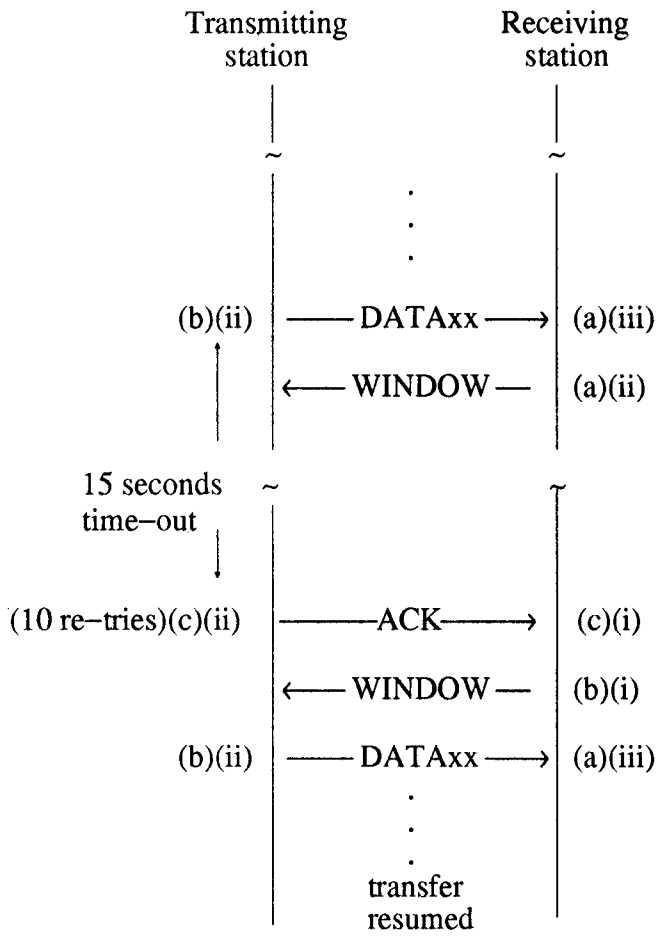 Transmitting Receiving
station station
~ ~
.
.
.
(b)(ii) DATAxx (a)(iii)
WINDOW (a)(ii)
15 seconds ~ ~
time–out
(10 re–tries)(c)(ii) ACK (c)(i)
WINDOW (b)(i)
(b)(ii) DATAxx (a)(iii)
.
.
.
transfer
resumed